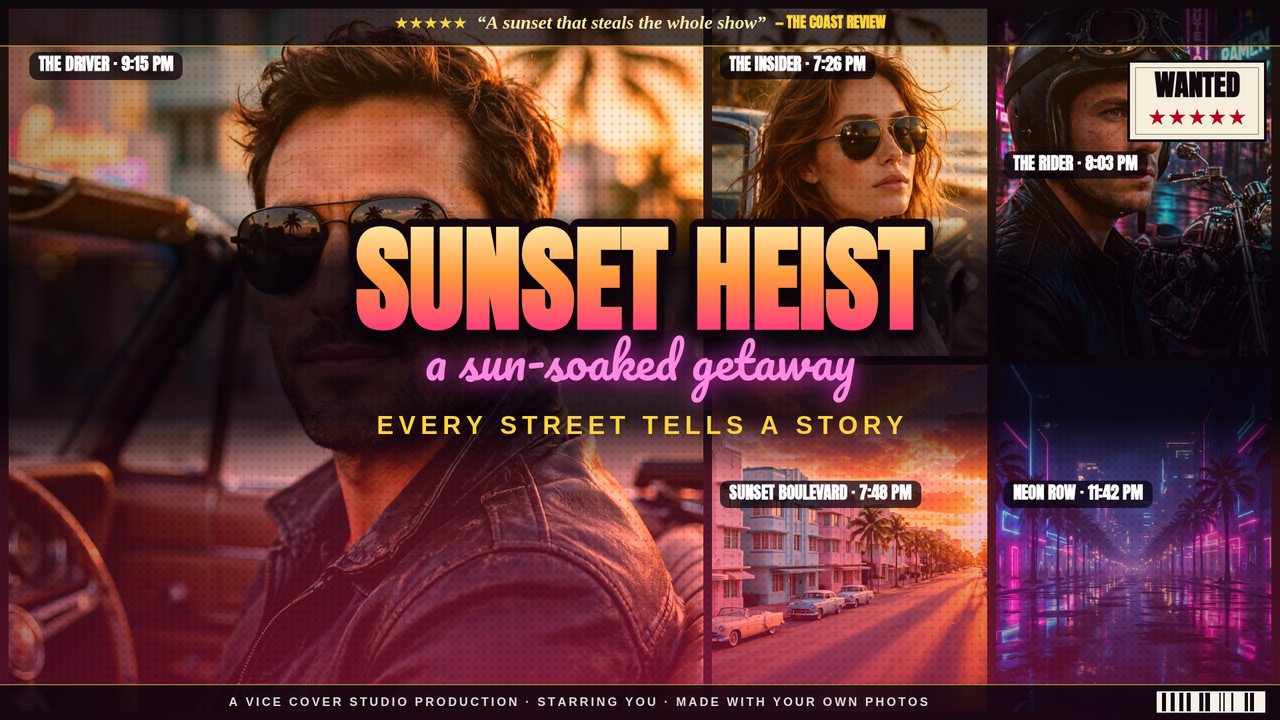 ★★★★★ “A sunset that steals the whole show” – THE COAST REVIEW
THE DRIVER · 9:15 PM
THE INSIDER · 7:26 PM
WANTED
★★★★★
THE RIDER · 8:03 PM
SUNSET HEIST
a sun-soaked getaway
EVERY STREET TELLS A STORY
SUNSET BOULEVARD · 7:48 PM
NEON ROW · 11:42 PM
A VICE COVER STUDIO PRODUCTION · STARRING YOU · MADE WITH YOUR OWN PHOTOS